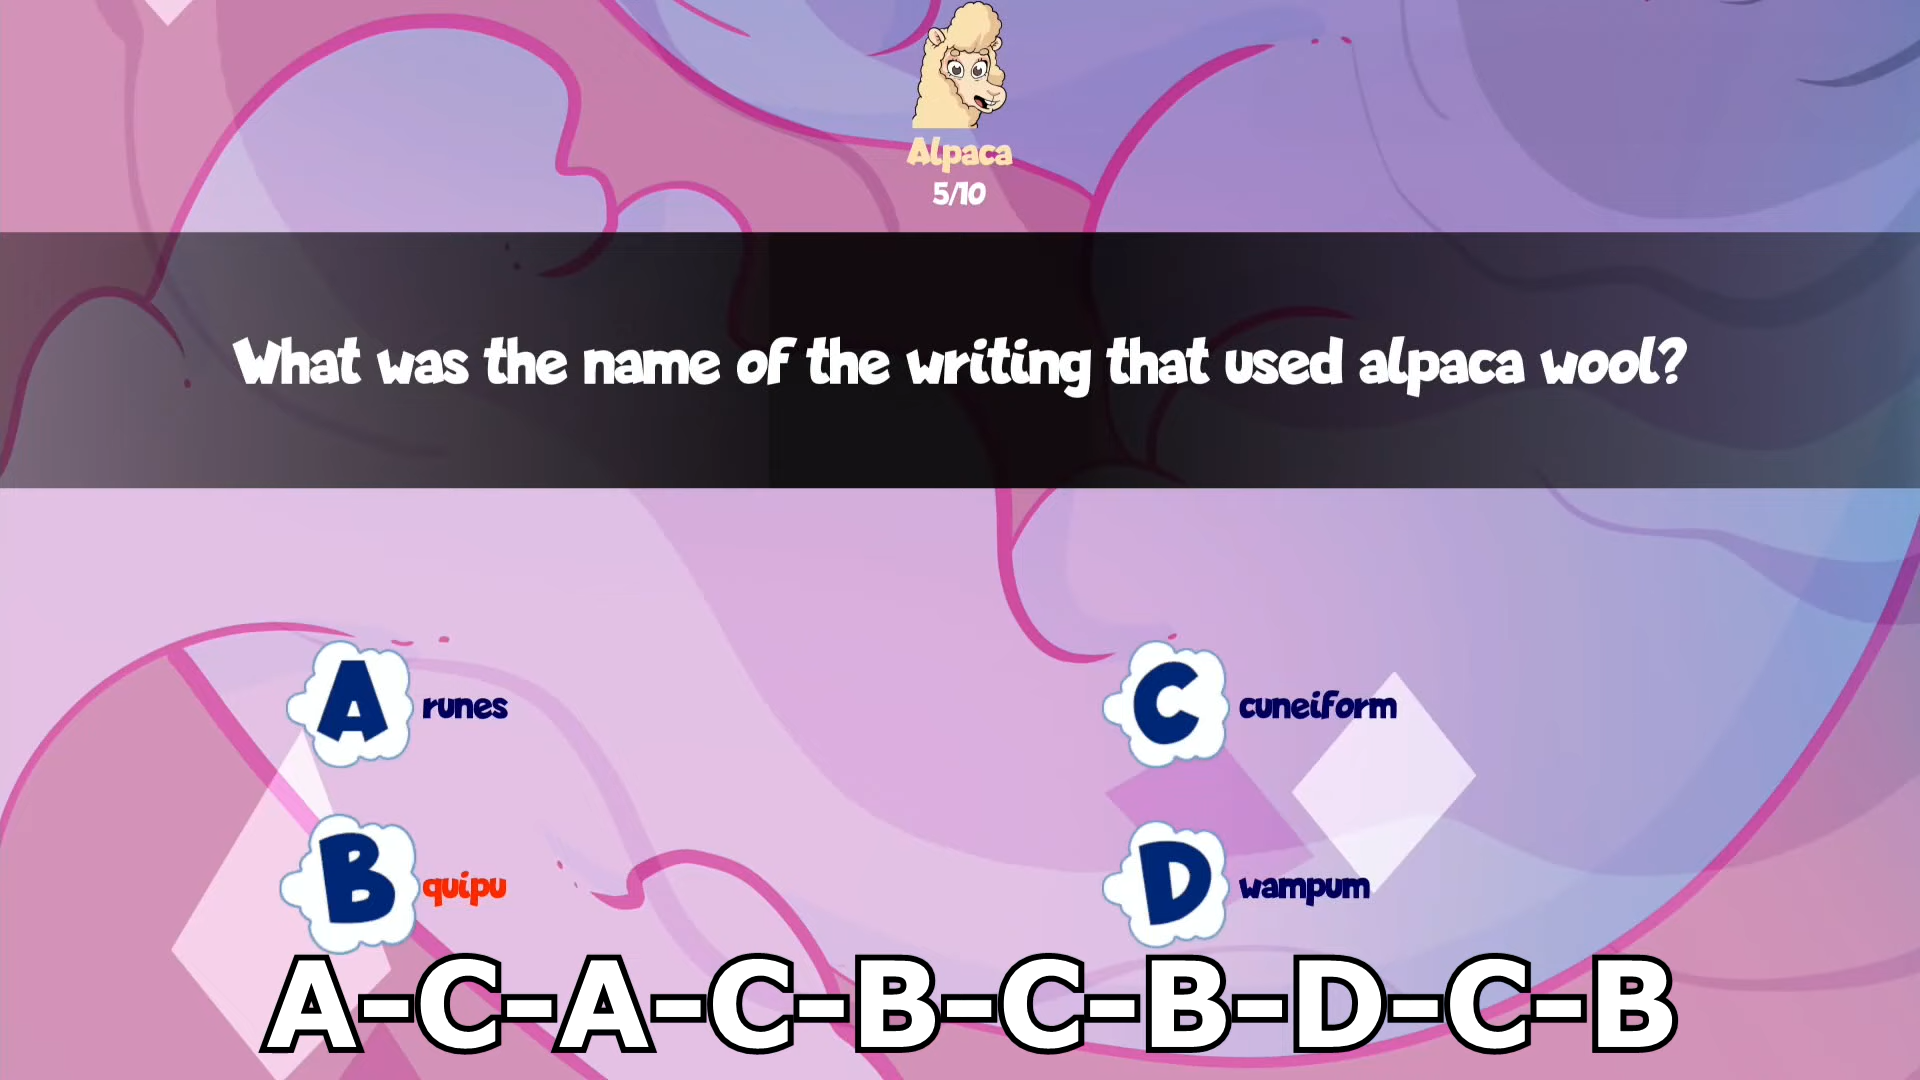 Alpaca
5/10
What was the name of the writing that used alpaca wool?
A runes
B quipu
C cuneiform
D wampum
A-C-A-C-B-C-B-D-C-B